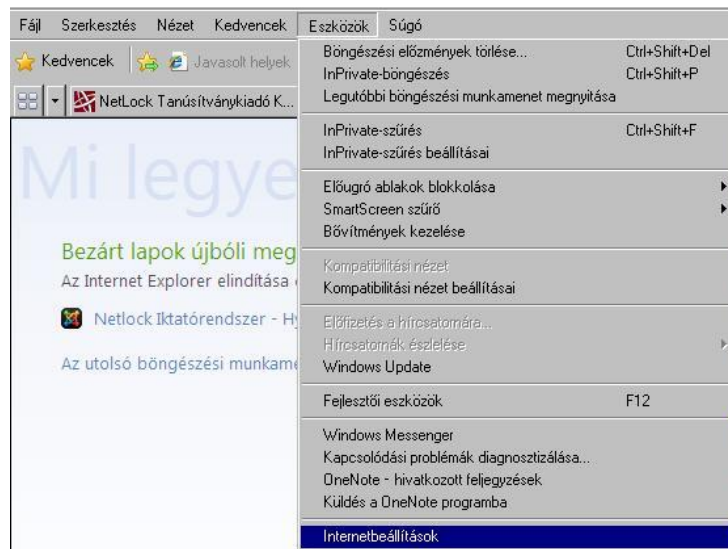 Fájl Szerkesztés Nézet Kedvencek Eszközök Súgó
Kedvencek Javasolt helyek
NetLock Tanúsítványkiadó K...
Mi legye
Bezárt lapok újbóli meg
Az Internet Explorer elindítása
Netlock Iktatórendszer - Hy
Az utolsó böngészési munkame
Böngészési előzmények törlése... Ctrl+Shift+Del
InPrivate-böngészés Ctrl+Shift+P
Legutóbbi böngészési munkamenet megnyitása
InPrivate-szűrés Ctrl+Shift+F
InPrivate-szűrés beállításai
Előugró ablakok blokkolása
SmartScreen szűrő
Bővítmények kezelése
Kompatibilitási nézet
Kompatibilitási nézet beállításai
Előfizetés a hírcsatornára...
Hírcsatornák észlelése
Windows Update
Fejlesztői eszközök F12
Windows Messenger
Kapcsolódási problémák diagnosztizálása...
OneNote - hivatkozott feljegyzések
Küldés a OneNote programba
Internetbeállítások